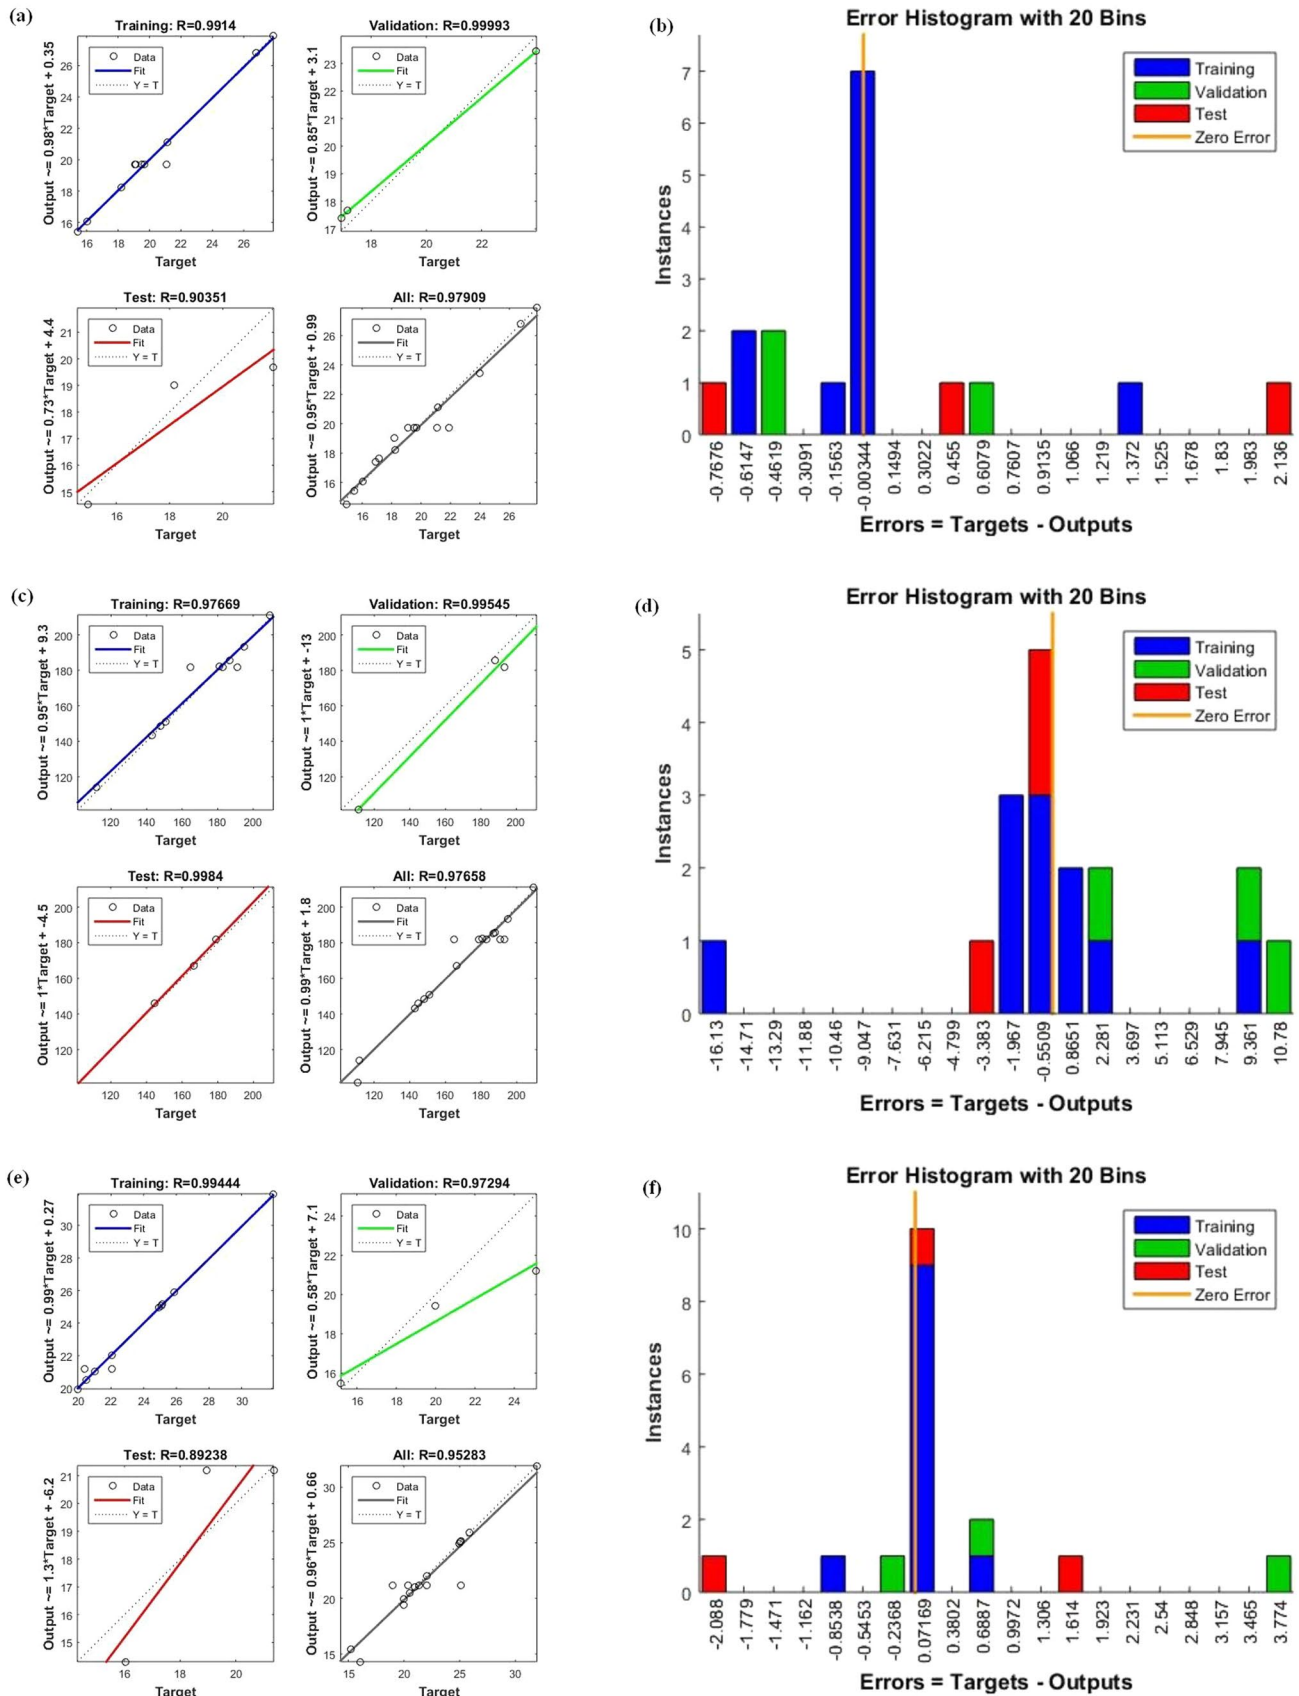 (a)
Training: R=0.9914
Output ~= 0.98*Target + 0.35
Data
Fit
Y = T
26
24
22
20
18
16
16 18 20 22 24 26
Target
Validation: R=0.99993
Output ~= 0.85*Target + 3.1
Data
Fit
Y = T
23
22
21
20
19
18
17
18 20 22
Target
Test: R=0.90351
Output ~= 0.73*Target + 4.4
Data
Fit
Y = T
21
20
19
18
17
16
15
16 18 20
Target
All: R=0.97909
Output ~= 0.95*Target + 0.99
Data
Fit
Y = T
26
24
22
20
18
16
16 18 20 22 24 26
Target
(b)
Error Histogram with 20 Bins
Training
Validation
Test
Zero Error
Instances
7
6
5
4
3
2
1
0
-0.7676 -0.6147 -0.4619 -0.3091 -0.1563 -0.00344 0.1494 0.3022 0.455 0.6079 0.7607 0.9135 1.066 1.219 1.372 1.525 1.678 1.83 1.983 2.136
Errors = Targets - Outputs
(c)
Training: R=0.97669
Output ~= 0.95*Target + 9.3
Data
Fit
Y = T
200
180
160
140
120
120 140 160 180 200
Target
Validation: R=0.99545
Output ~= 1*Target + -13
Data
Fit
Y = T
200
180
160
140
120
120 140 160 180 200
Target
Test: R=0.9984
Output ~= 1*Target + -4.5
Data
Fit
Y = T
200
180
160
140
120
120 140 160 180 200
Target
All: R=0.97658
Output ~= 0.99*Target + 1.8
Data
Fit
Y = T
200
180
160
140
120
120 140 160 180 200
Target
(d)
Error Histogram with 20 Bins
Training
Validation
Test
Zero Error
Instances
5
4
3
2
1
0
-16.13 -14.71 -13.29 -11.88 -10.46 -9.047 -7.631 -6.215 -4.799 -3.383 -1.967 -0.5509 0.8651 2.281 3.697 5.113 6.529 7.945 9.361 10.78
Errors = Targets - Outputs
(e)
Training: R=0.99444
Output ~= 0.99*Target + 0.27
Data
Fit
Y = T
30
28
26
24
22
20
20 22 24 26 28 30
Target
Validation: R=0.97294
Output ~= 0.58*Target + 7.1
Data
Fit
Y = T
24
22
20
18
16
16 18 20 22 24
Target
Test: R=0.89238
Output ~= 1.3*Target + -6.2
Data
Fit
Y = T
21
20
19
18
17
16
15
16 18 20
Target
All: R=0.95283
Output ~= 0.96*Target + 0.66
Data
Fit
Y = T
30
25
20
15
15 20 25 30
Target
(f)
Error Histogram with 20 Bins
Training
Validation
Test
Zero Error
Instances
10
8
6
4
2
0
-2.088 -1.779 -1.471 -1.162 -0.8538 -0.5453 -0.2368 0.07169 0.3802 0.6887 0.9972 1.306 1.614 1.923 2.231 2.54 2.848 3.157 3.465 3.774
Errors = Targets - Outputs